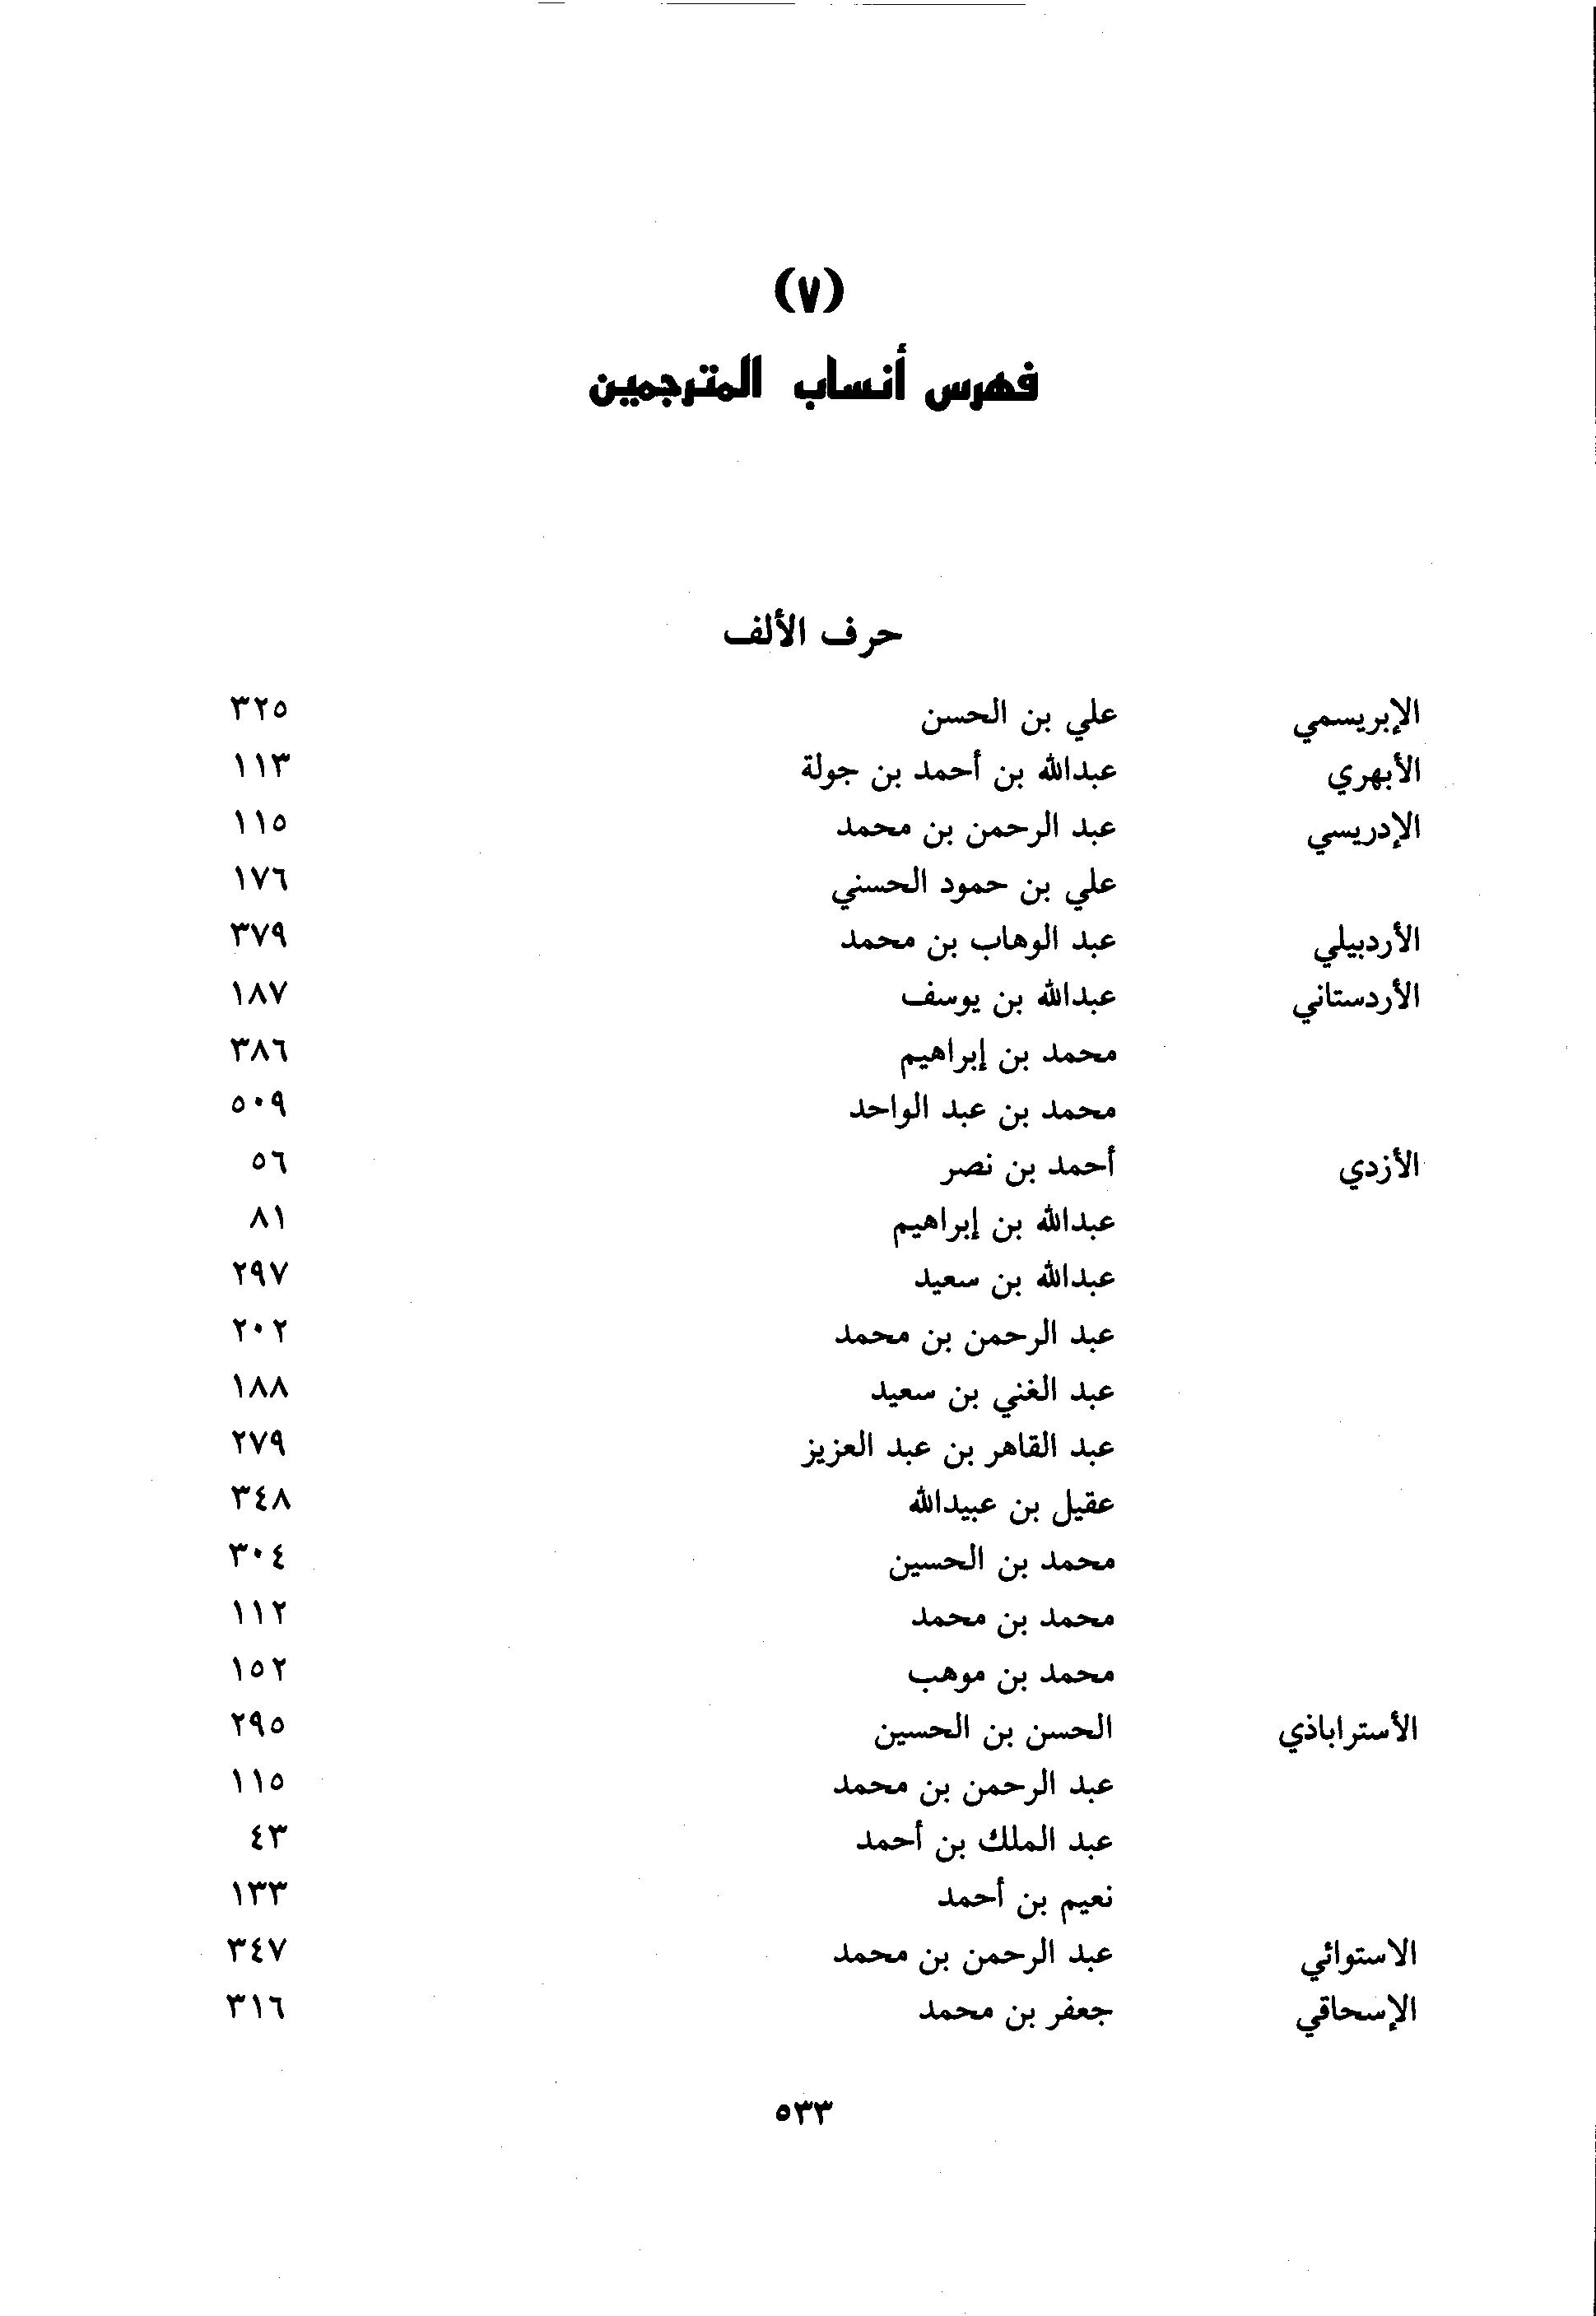 (٧)
فهرس أنساب المترجمين
حرف الألف
الإبريسمي علي بن الحسن ٣٢٥
الأبهري عبدالله بن أحمد بن جولة ١١٣
الإدريسي عبد الرحمن بن محمد ١١٥
علي بن حمود الحسني ١٧٦
الأردبيلي عبد الوهاب بن محمد ٣٧٩
الأردستاني عبدالله بن يوسف ١٨٧
محمد بن إبراهيم ٣٨٦
محمد بن عبد الواحد ٥٠٩
الأزدي أحمد بن نصر ٥٦
عبدالله بن إبراهيم ٨١
عبدالله بن سعيد ٢٩٧
عبد الرحمن بن محمد ٢٠٢
عبد الغني بن سعيد ١٨٨
عبد القاهر بن عبد العزيز ٢٧٩
عقيل بن عبيدالله ٣٤٨
محمد بن الحسين ٣٠٤
محمد بن محمد ١١٢
محمد بن موهب ١٥٢
الأستراباذي الحسن بن الحسين ٢٩٥
عبد الرحمن بن محمد ١١٥
عبد الملك بن أحمد ٤٣
نعيم بن أحمد ١٣٣
الاستوائي عبد الرحمن بن محمد ٣٤٧
الإسحاقي جعفر بن محمد ٣١٦
٥٣٣